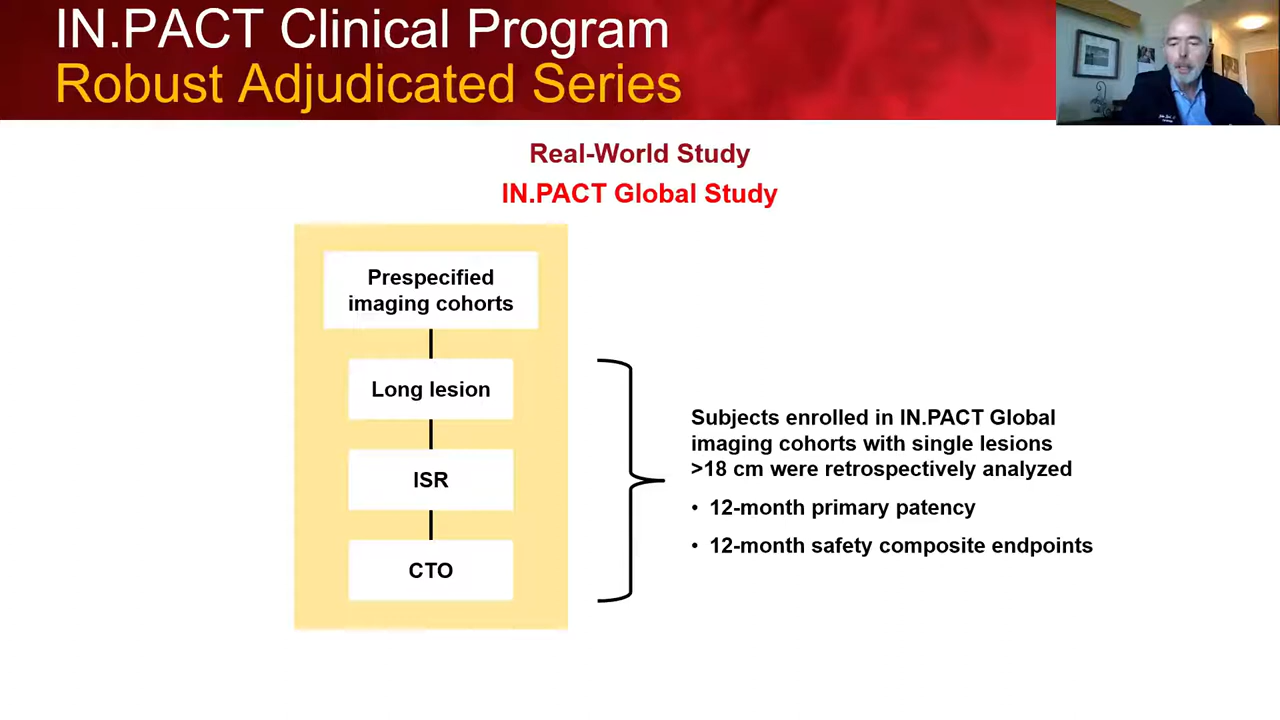 IN.PACT Clinical Program
Robust Adjudicated Series
Real-World Study
IN.PACT Global Study
Prespecified
imaging cohorts
Long lesion
ISR
CTO
Subjects enrolled in IN.PACT Global
imaging cohorts with single lesions
>18 cm were retrospectively analyzed
• 12-month primary patency
• 12-month safety composite endpoints